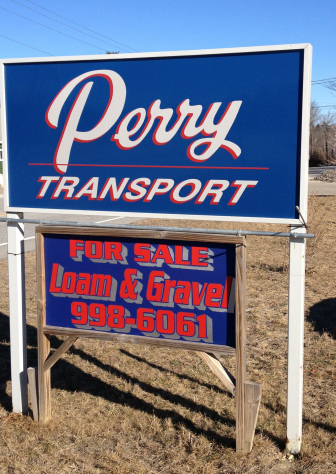 Perry
TRANSPORT
FOR SALE
Loam & Gravel
998-6061